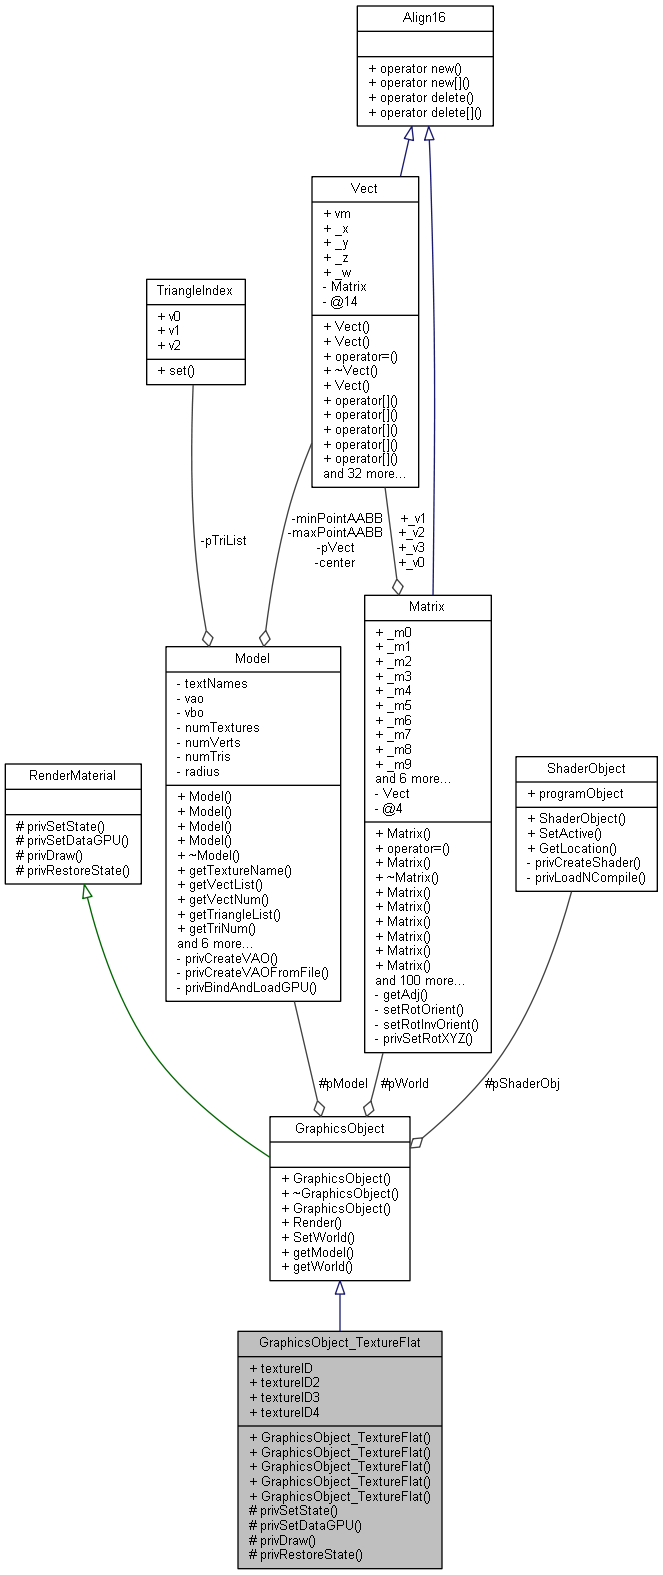 Align16
+ operator new()
+ operator new[]()
+ operator delete()
+ operator delete[]()
Vect
+ vm
+ _x
+ _y
+ _z
+ _w
- Matrix
- @14
+ Vect()
+ Vect()
+ operator=()
+ ~Vect()
+ Vect()
+ operator[]()
+ operator[]()
+ operator[]()
+ operator[]()
+ operator[]()
and 32 more...
TriangleIndex
+ v0
+ v1
+ v2
+ set()
-pTriList
-minPointAABB
-maxPointAABB
-pVect
-center
+_v1
+_v2
+_v3
+_v0
Model
- textNames
- vao
- vbo
- numTextures
- numVerts
- numTris
- radius
+ Model()
+ Model()
+ Model()
+ Model()
+ ~Model()
+ getTextureName()
+ getVectList()
+ getVectNum()
+ getTriangleList()
+ getTriNum()
and 6 more...
- privCreateVAO()
- privCreateVAOFromFile()
- privBindAndLoadGPU()
Matrix
+ _m0
+ _m1
+ _m2
+ _m3
+ _m4
+ _m5
+ _m6
+ _m7
+ _m8
+ _m9
and 6 more...
- Vect
- @4
+ Matrix()
+ operator=()
+ Matrix()
+ ~Matrix()
+ Matrix()
+ Matrix()
+ Matrix()
+ Matrix()
+ Matrix()
+ Matrix()
and 100 more...
- getAdj()
- setRotOrient()
- setRotInvOrient()
- privSetRotXYZ()
RenderMaterial
# privSetState()
# privSetDataGPU()
# privDraw()
# privRestoreState()
ShaderObject
+ programObject
+ ShaderObject()
+ SetActive()
+ GetLocation()
- privCreateShader()
- privLoadNCompile()
#pModel
#pWorld
#pShaderObj
GraphicsObject
+ GraphicsObject()
+ ~GraphicsObject()
+ GraphicsObject()
+ Render()
+ SetWorld()
+ getModel()
+ getWorld()
GraphicsObject_TextureFlat
+ textureID
+ textureID2
+ textureID3
+ textureID4
+ GraphicsObject_TextureFlat()
+ GraphicsObject_TextureFlat()
+ GraphicsObject_TextureFlat()
+ GraphicsObject_TextureFlat()
+ GraphicsObject_TextureFlat()
# privSetState()
# privSetDataGPU()
# privDraw()
# privRestoreState()